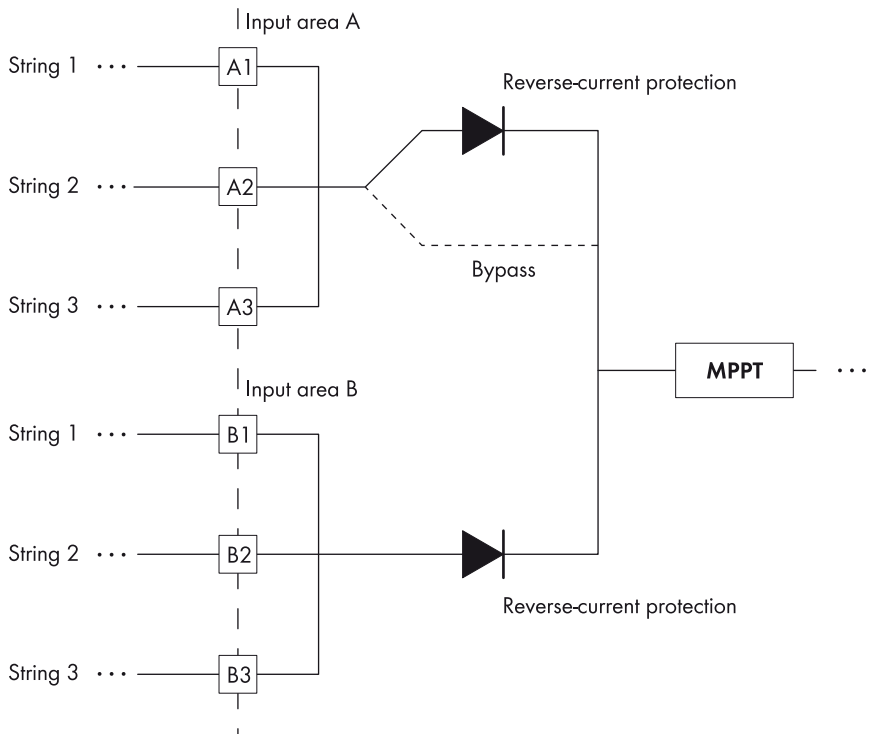 Input area A
String 1 ... A1
Reverse-current protection
String 2 ... A2
Bypass
String 3 ... A3
MPPT ...
Input area B
String 1 ... B1
String 2 ... B2
Reverse-current protection
String 3 ... B3